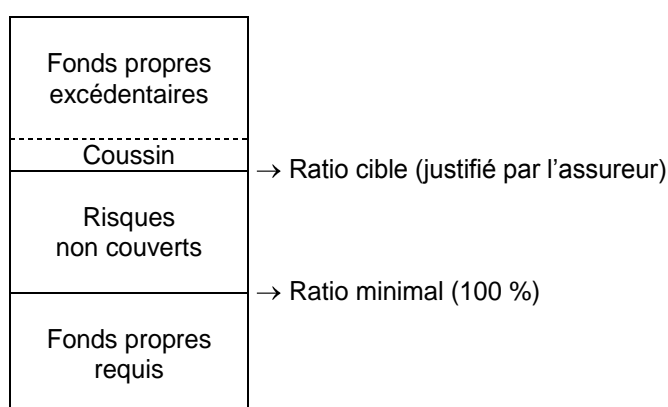 Fonds propres
excédentaires
Coussin
→ Ratio cible (justifié par l’assureur)
Risques
non couverts
→ Ratio minimal (100 %)
Fonds propres
requis